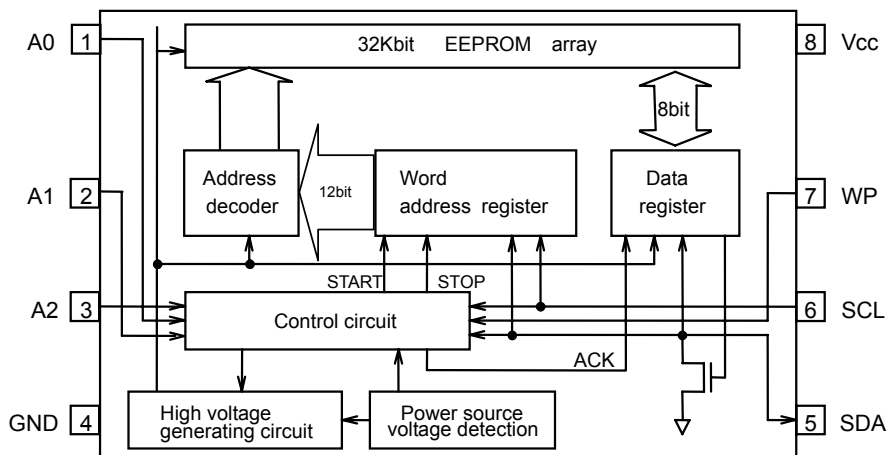 A0 1 32Kbit EEPROM array 8 Vcc
8bit
A1 2 Address
decoder 12bit Word
address register Data
register 7 WP
START STOP
A2 3 Control circuit 6 SCL
ACK
GND 4 High voltage
generating circuit Power source
voltage detection 5 SDA